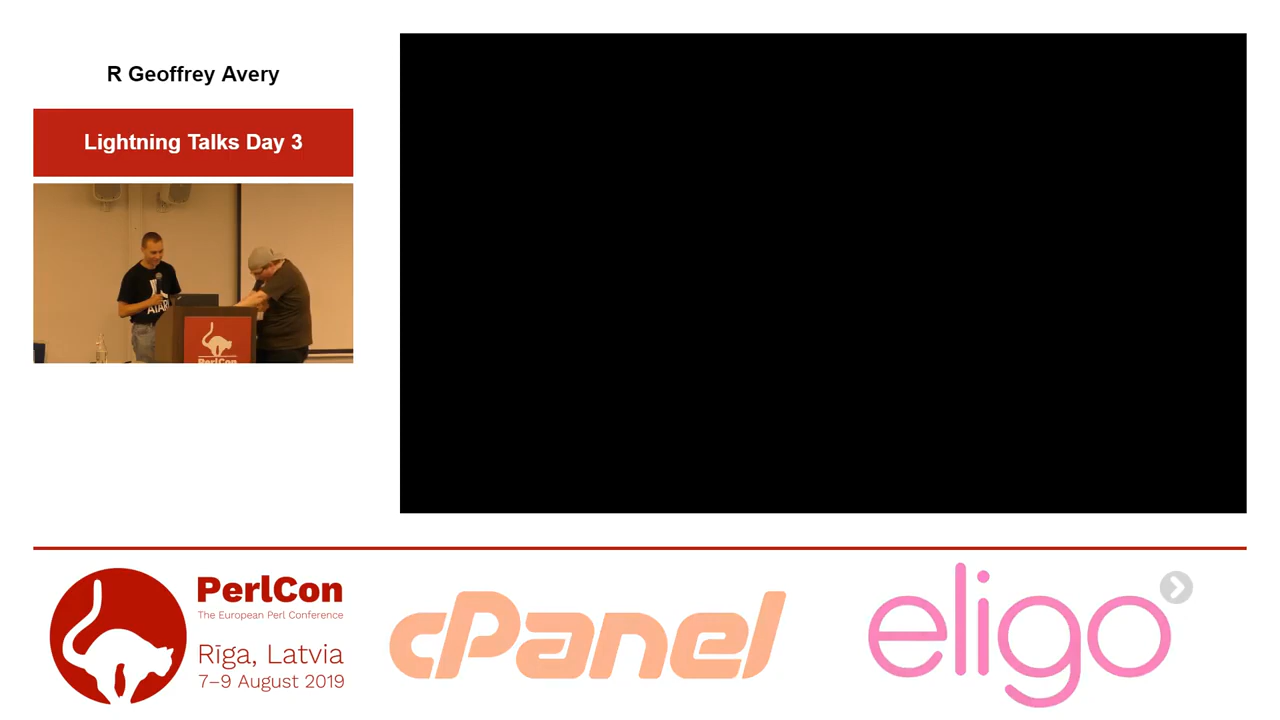 R Geoffrey Avery
Lightning Talks Day 3
ATARI
PerlCon
PerlCon
The European Perl Conference
Rīga, Latvia
7–9 August 2019
cPanel
eligo